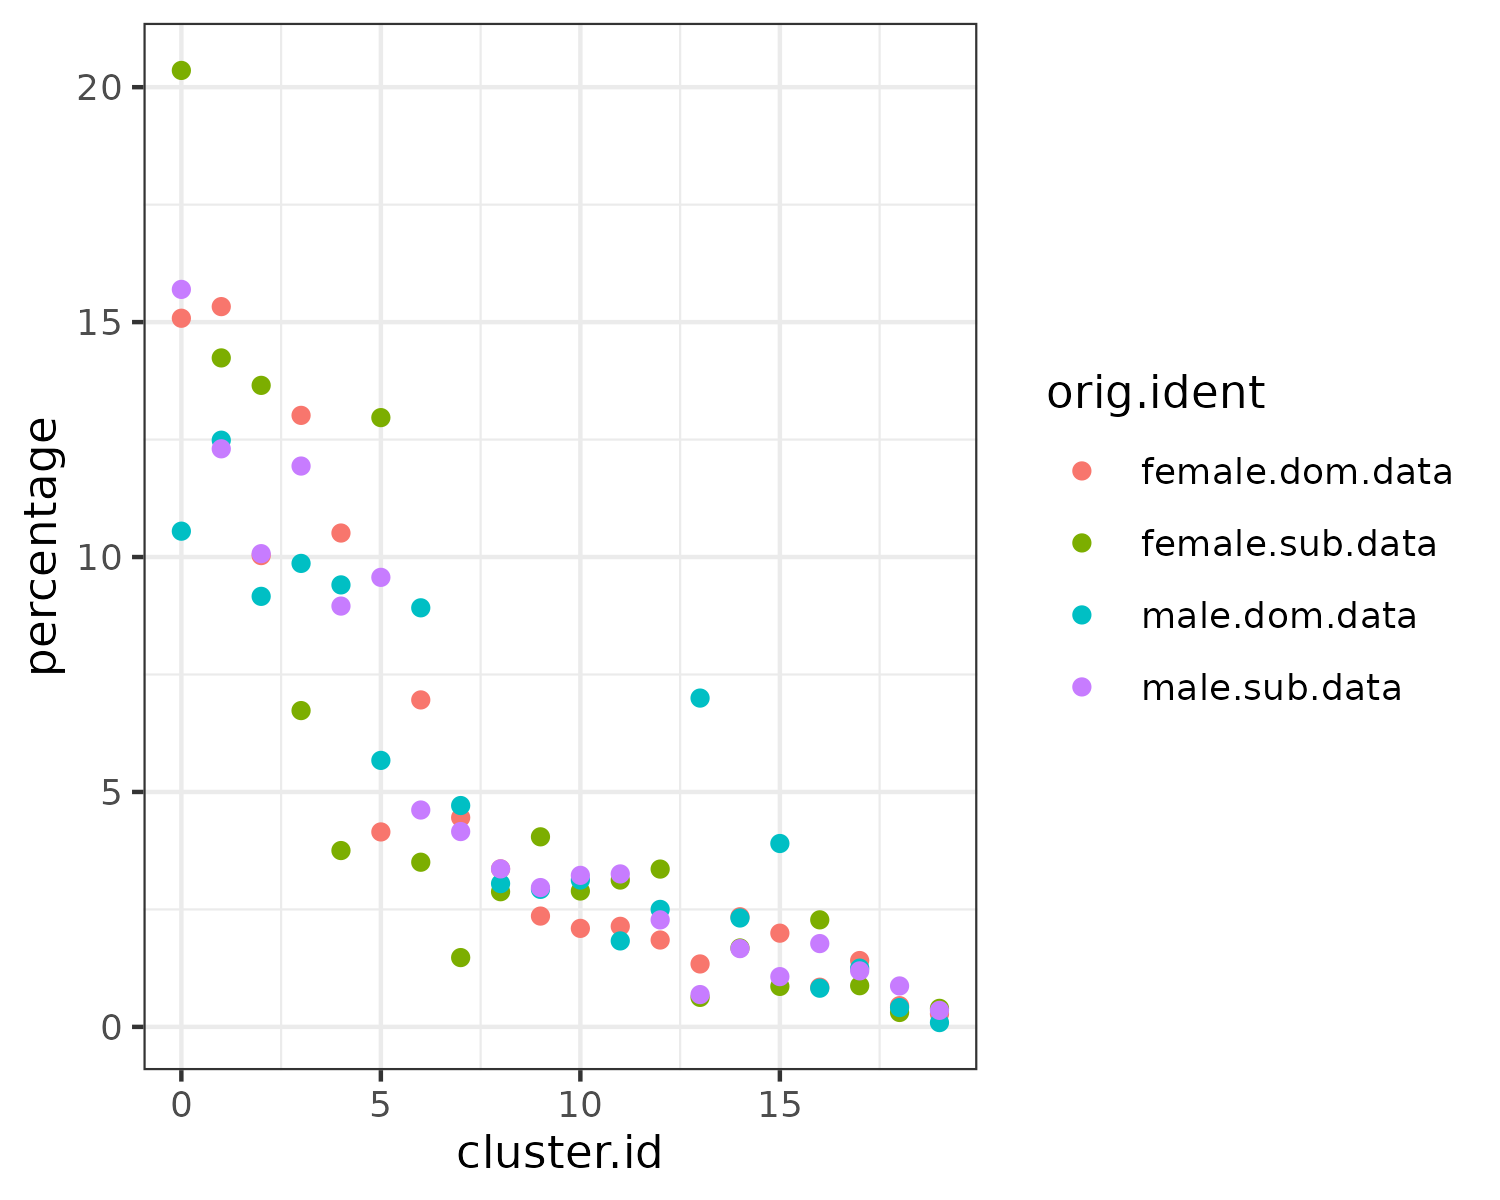 percentage
20
15
10
5
0
0 5 10 15
cluster.id
orig.ident
female.dom.data
female.sub.data
male.dom.data
male.sub.data